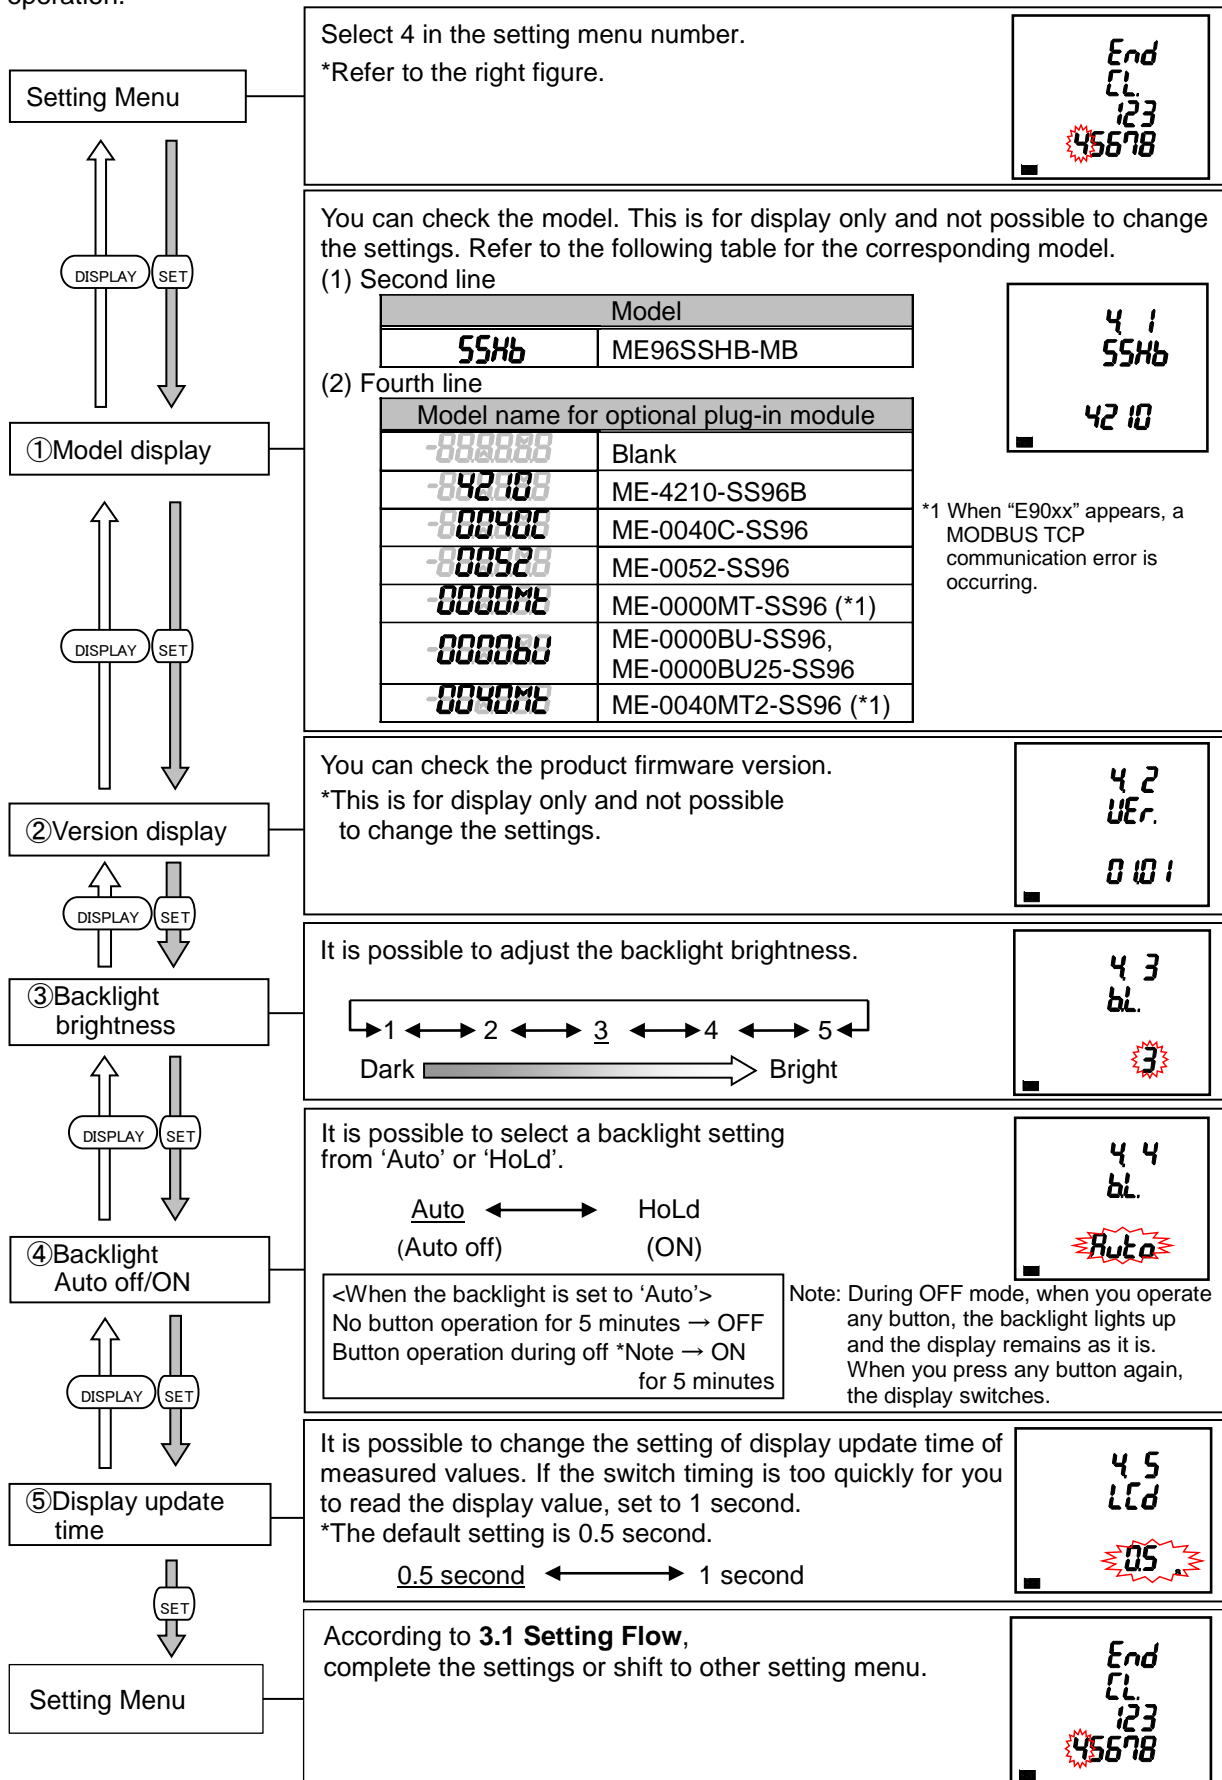 operation.
Setting Menu
Select 4 in the setting menu number.
*Refer to the right figure.
End
CL.
123
45678
DISPLAY
SET
①Model display
You can check the model. This is for display only and not possible to change
the settings. Refer to the following table for the corresponding model.
(1) Second line
Model
SSHb ME96SSHB-MB
(2) Fourth line
Model name for optional plug-in module
Blank
4210 ME-4210-SS96B
0040C ME-0040C-SS96
0052 ME-0052-SS96
0000Mt ME-0000MT-SS96 (*1)
0000bU ME-0000BU-SS96,
ME-0000BU25-SS96
0040Mt ME-0040MT2-SS96 (*1)
4. 1
SSHb
4210
*1 When “E90xx” appears, a
MODBUS TCP
communication error is
occurring.
DISPLAY
SET
②Version display
You can check the product firmware version.
*This is for display only and not possible
to change the settings.
4. 2
VEr.
01.01
DISPLAY
SET
③Backlight
brightness
It is possible to adjust the backlight brightness.
1 2 3 4 5
Dark Bright
4. 3
b.L.
3
DISPLAY
SET
④Backlight
Auto off/ON
It is possible to select a backlight setting
from ‘Auto’ or ‘HoLd’.
Auto HoLd
(Auto off) (ON)
<When the backlight is set to ‘Auto’>
No button operation for 5 minutes → OFF
Button operation during off *Note → ON
for 5 minutes
Note: During OFF mode, when you operate
any button, the backlight lights up
and the display remains as it is.
When you press any button again,
the display switches.
4. 4
b.L.
Auto
DISPLAY
SET
⑤Display update
time
It is possible to change the setting of display update time of
measured values. If the switch timing is too quickly for you
to read the display value, set to 1 second.
*The default setting is 0.5 second.
0.5 second 1 second
4. 5
LCd
0.5 .
SET
Setting Menu
According to 3.1 Setting Flow,
complete the settings or shift to other setting menu.
End
CL.
123
45678